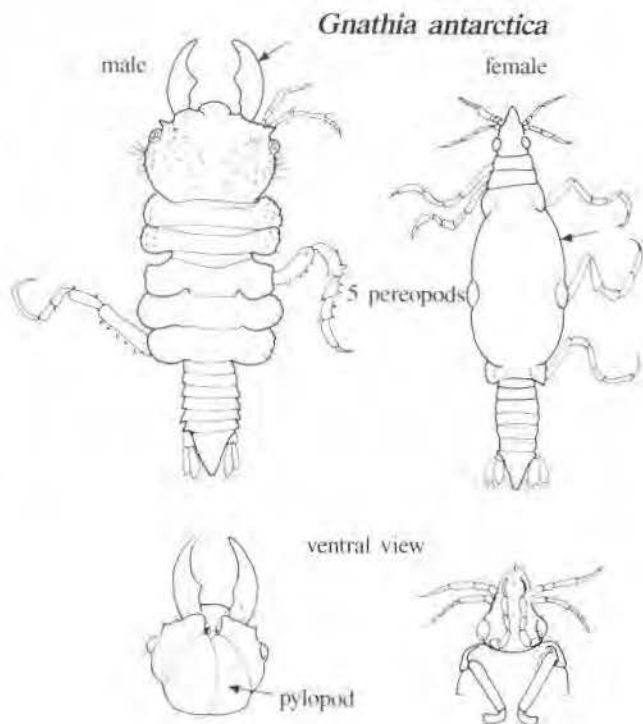 Gnathia antarctica
male
female
5 pereopods
ventral view
pylopod